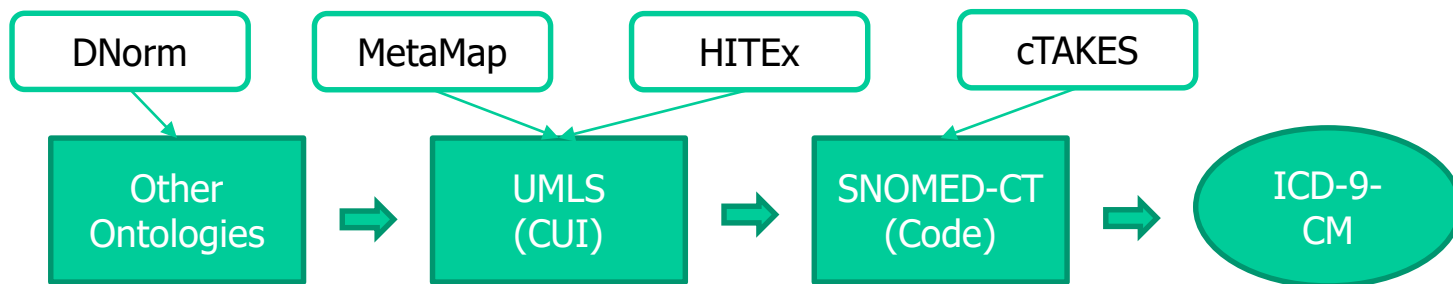 DNorm
MetaMap
HITEx
cTAKES
Other
Ontologies
UMLS
(CUI)
SNOMED-CT
(Code)
ICD-9-
CM